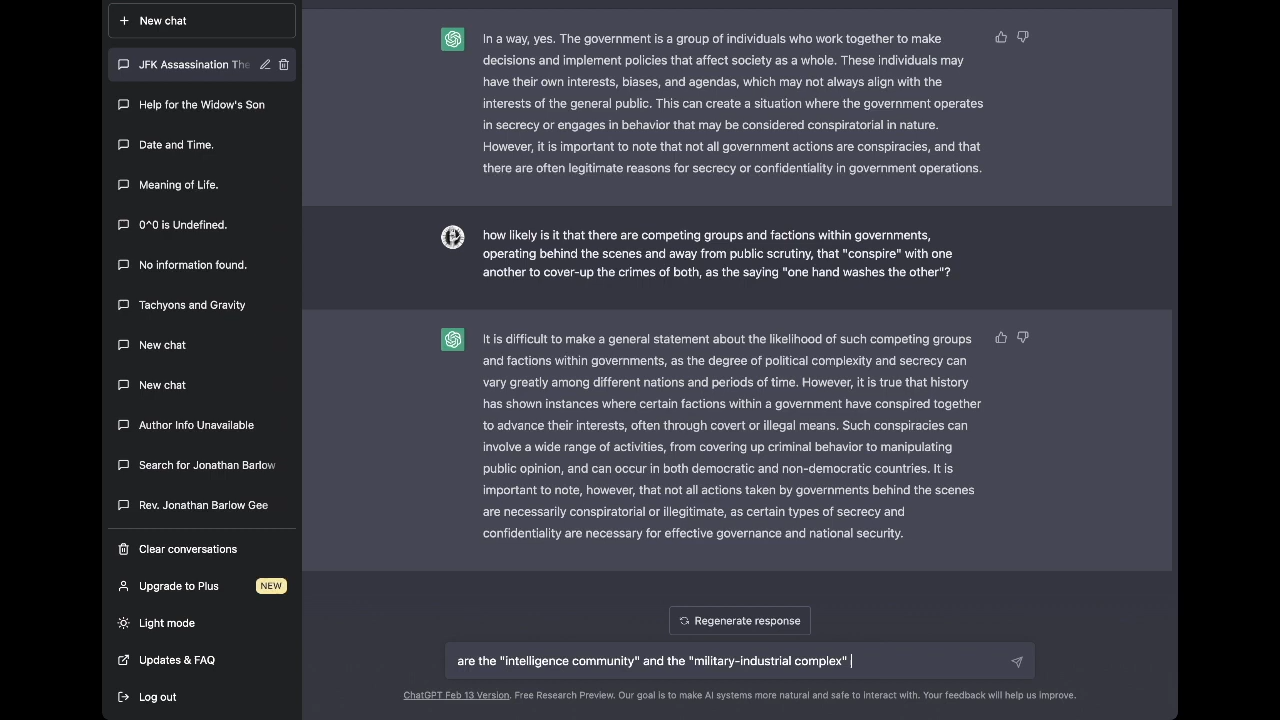 New chat
JFK Assassination The
Help for the Widow's Son
Date and Time.
Meaning of Life.
0^0 is Undefined.
No information found.
Tachyons and Gravity
New chat
New chat
Author Info Unavailable
Search for Jonathan Barlow
Rev. Jonathan Barlow Gee
Clear conversations
Upgrade to Plus NEW
Light mode
Updates & FAQ
Log out
In a way, yes. The government is a group of individuals who work together to make
decisions and implement policies that affect society as a whole. These individuals may
have their own interests, biases, and agendas, which may not always align with the
interests of the general public. This can create a situation where the government operates
in secrecy or engages in behavior that may be considered conspiratorial in nature.
However, it is important to note that not all government actions are conspiracies, and that
there are often legitimate reasons for secrecy or confidentiality in government operations.
how likely is it that there are competing groups and factions within governments,
operating behind the scenes and away from public scrutiny, that "conspire" with one
another to cover-up the crimes of both, as the saying "one hand washes the other"?
It is difficult to make a general statement about the likelihood of such competing groups
and factions within governments, as the degree of political complexity and secrecy can
vary greatly among different nations and periods of time. However, it is true that history
has shown instances where certain factions within a government have conspired together
to advance their interests, often through covert or illegal means. Such conspiracies can
involve a wide range of activities, from covering up criminal behavior to manipulating
public opinion, and can occur in both democratic and non-democratic countries. It is
important to note, however, that not all actions taken by governments behind the scenes
are necessarily conspiratorial or illegitimate, as certain types of secrecy and
confidentiality are necessary for effective governance and national security.
Regenerate response
are the "intelligence community" and the "military-industrial complex"
ChatGPT Feb 13 Version. Free Research Preview. Our goal is to make AI systems more natural and safe to interact with. Your feedback will help us improve.